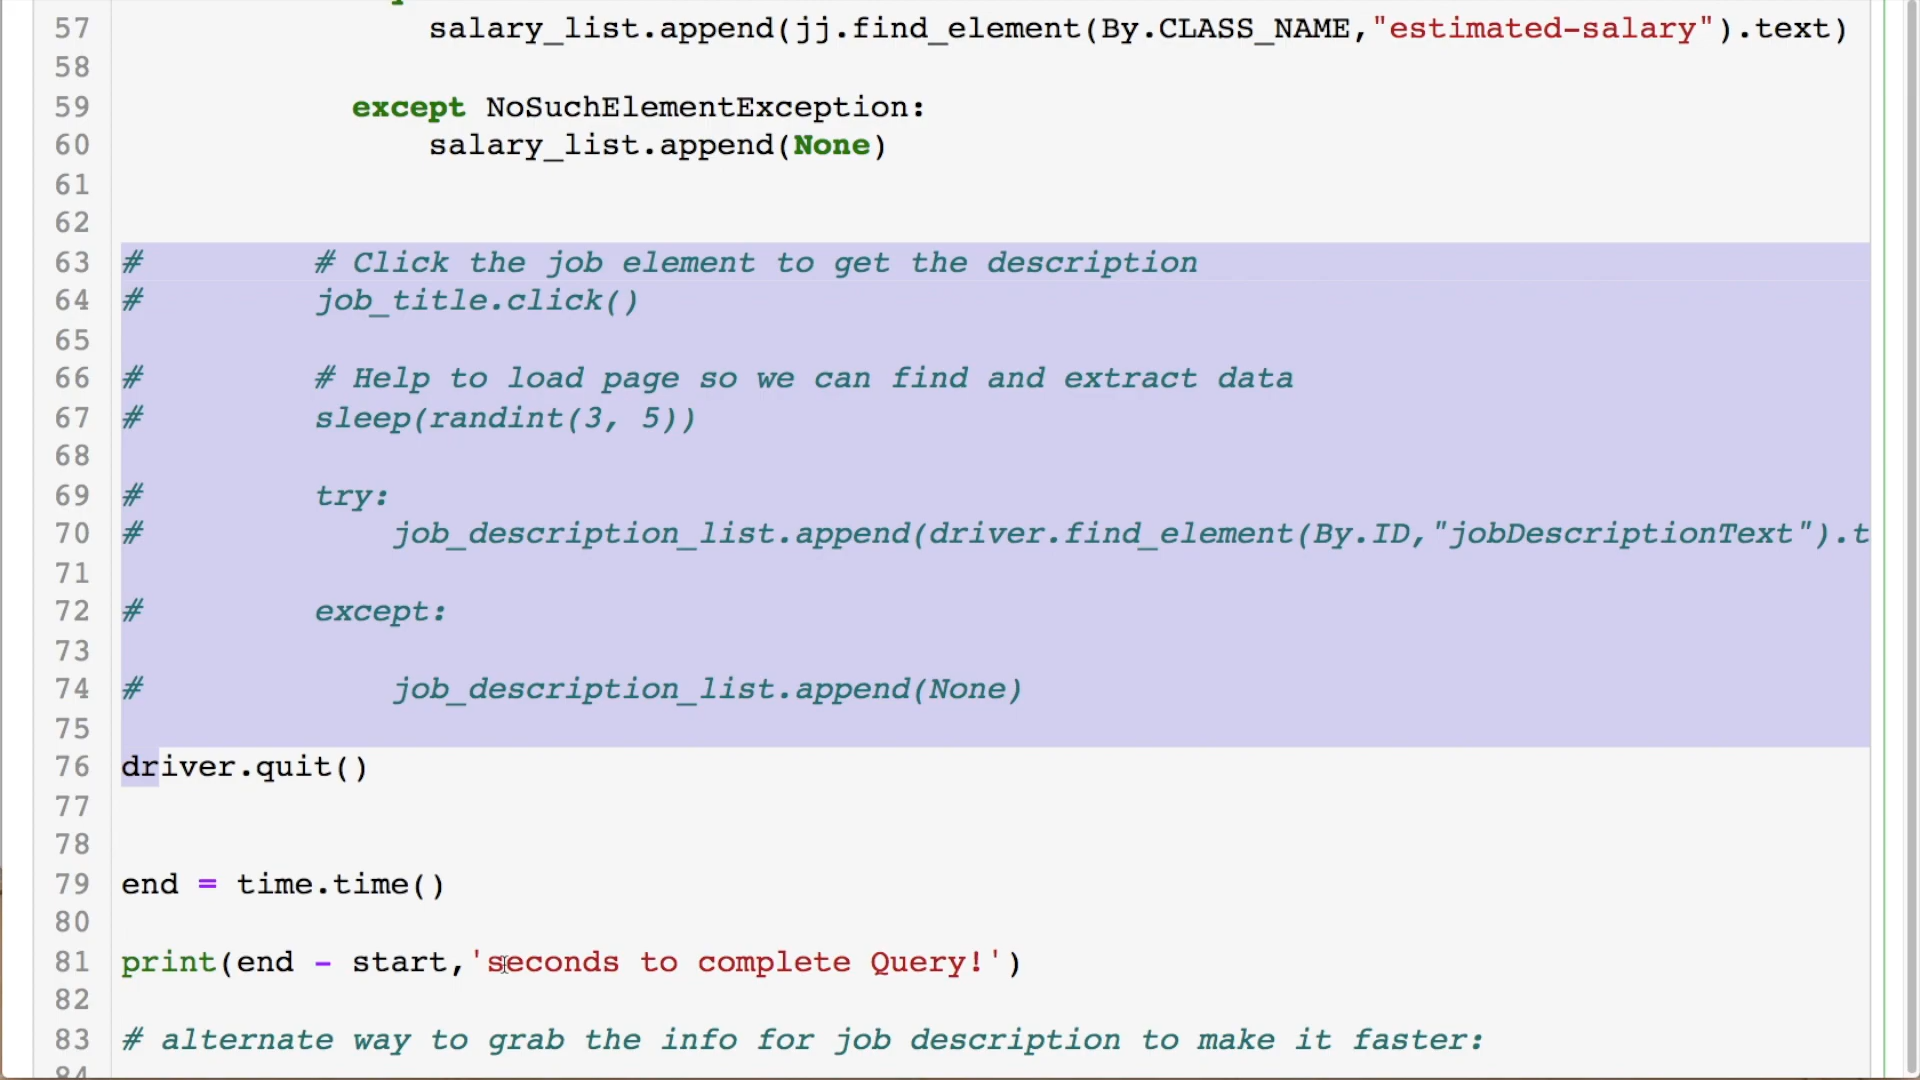 57 salary_list.append(jj.find_element(By.CLASS_NAME,"estimated-salary").text)
58
59 except NoSuchElementException:
60 salary_list.append(None)
61
62
63 # # Click the job element to get the description
64 # job_title.click()
65
66 # # Help to load page so we can find and extract data
67 # sleep(randint(3, 5))
68
69 # try:
70 # job_description_list.append(driver.find_element(By.ID,"jobDescriptionText").t
71
72 # except:
73
74 # job_description_list.append(None)
75
76 driver.quit()
77
78
79 end = time.time()
80
81 print(end - start,'seconds to complete Query!')
82
83 # alternate way to grab the info for job description to make it faster:
84